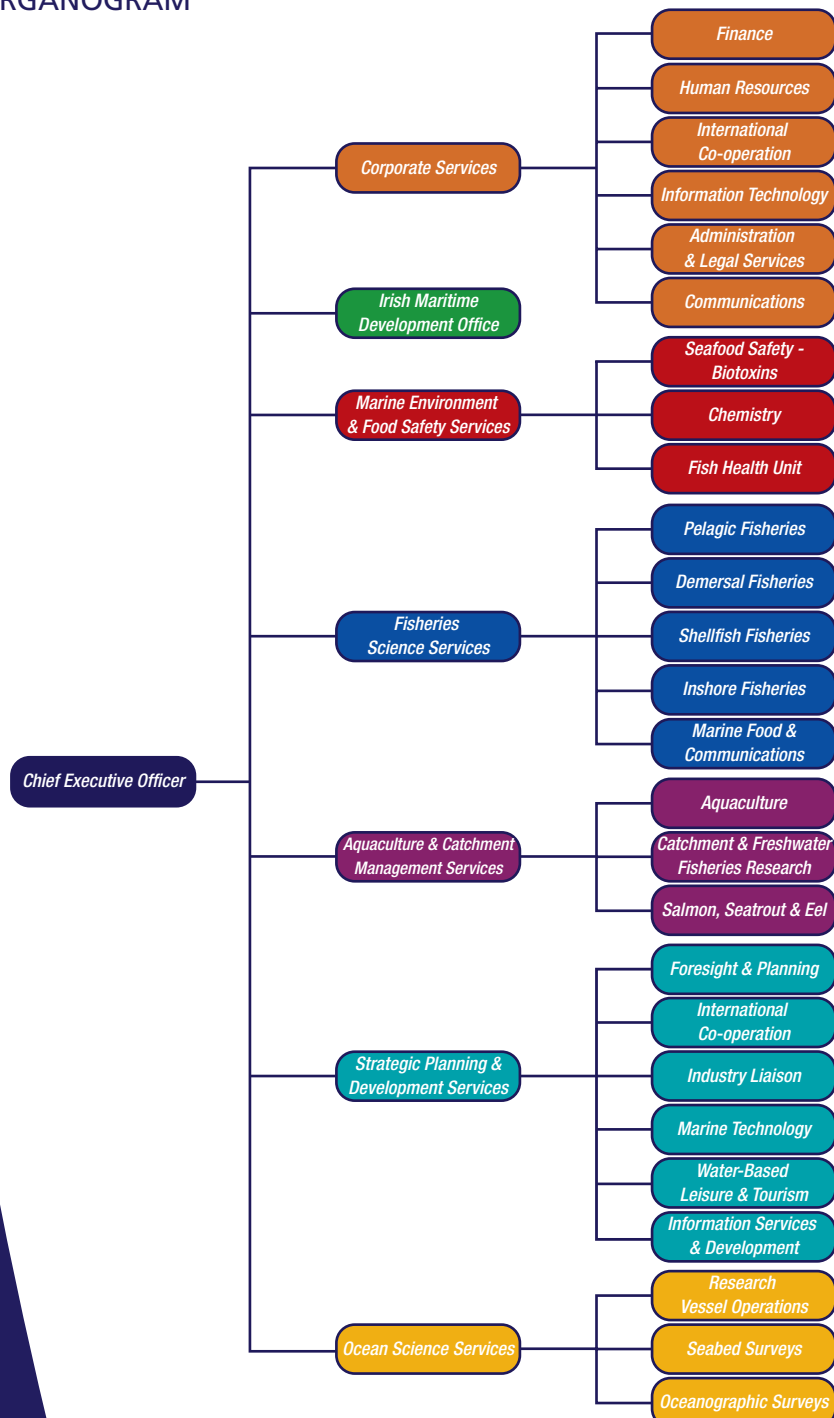 RGANOGRAM
Finance
Human Resources
International
Co-operation
Corporate Services
Information Technology
Administration
& Legal Services
Communications
Irish Maritime
Development Office
Seafood Safety -
Biotoxins
Marine Environment
& Food Safety Services
Chemistry
Fish Health Unit
Pelagic Fisheries
Demersal Fisheries
Fisheries
Science Services
Shellfish Fisheries
Inshore Fisheries
Marine Food &
Communications
Chief Executive Officer
Aquaculture
Aquaculture & Catchment
Management Services
Catchment & Freshwater
Fisheries Research
Salmon, Seatrout & Eel
Foresight & Planning
International
Co-operation
Strategic Planning &
Development Services
Industry Liaison
Marine Technology
Water-Based
Leisure & Tourism
Information Services
& Development
Research
Vessel Operations
Ocean Science Services
Seabed Surveys
Oceanographic Surveys